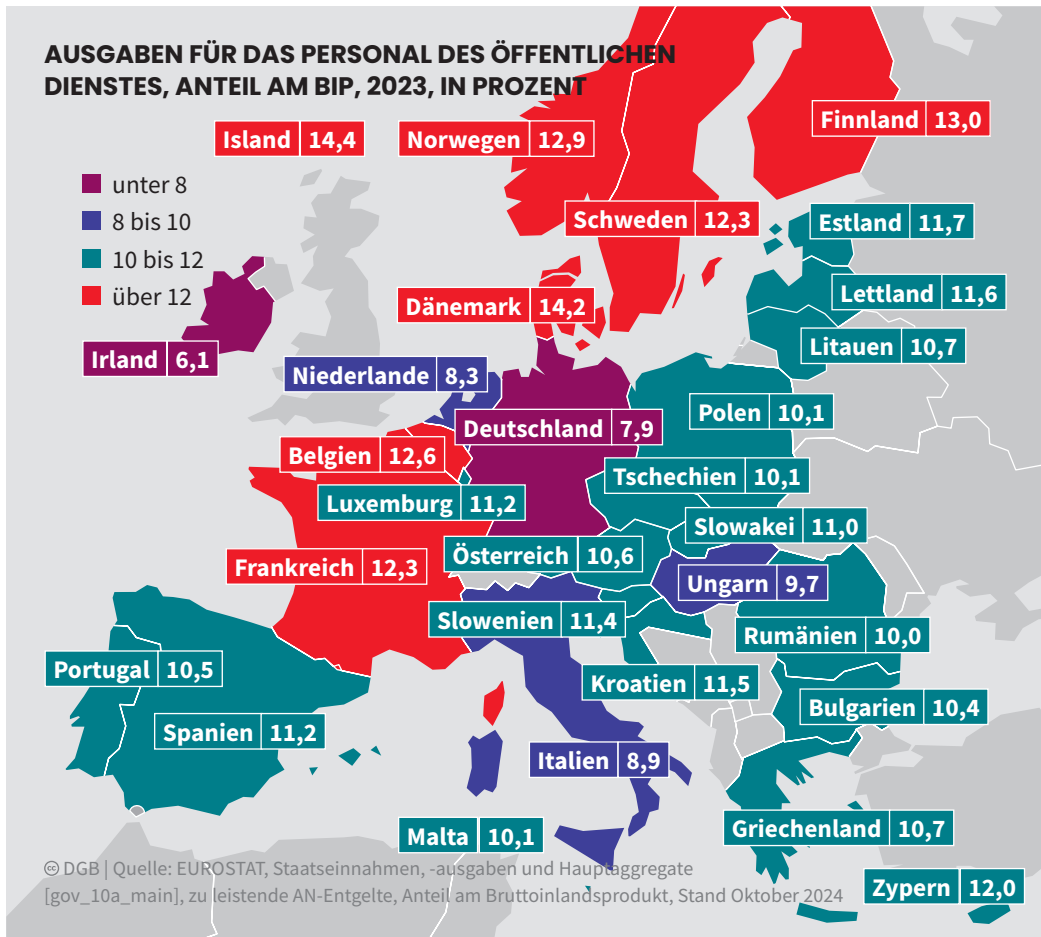 AUSGABEN FÜR DAS PERSONAL DES ÖFFENTLICHEN
DIENSTES, ANTEIL AM BIP, 2023, IN PROZENT
Island 14,4
Norwegen 12,9
Finnland 13,0
unter 8
8 bis 10
10 bis 12
über 12
Schweden 12,3
Estland 11,7
Lettland 11,6
Dänemark 14,2
Litauen 10,7
Irland 6,1
Niederlande 8,3
Polen 10,1
Deutschland 7,9
Belgien 12,6
Tschechien 10,1
Luxemburg 11,2
Slowakei 11,0
Österreich 10,6
Frankreich 12,3
Ungarn 9,7
Slowenien 11,4
Rumänien 10,0
Portugal 10,5
Kroatien 11,5
Bulgarien 10,4
Spanien 11,2
Italien 8,9
Malta 10,1
Griechenland 10,7
Zypern 12,0
🅭 DGB | Quelle: EUROSTAT, Staatseinnahmen, -ausgaben und Hauptaggregate
[gov_10a_main], zu leistende AN-Entgelte, Anteil am Bruttoinlandsprodukt, Stand Oktober 2024